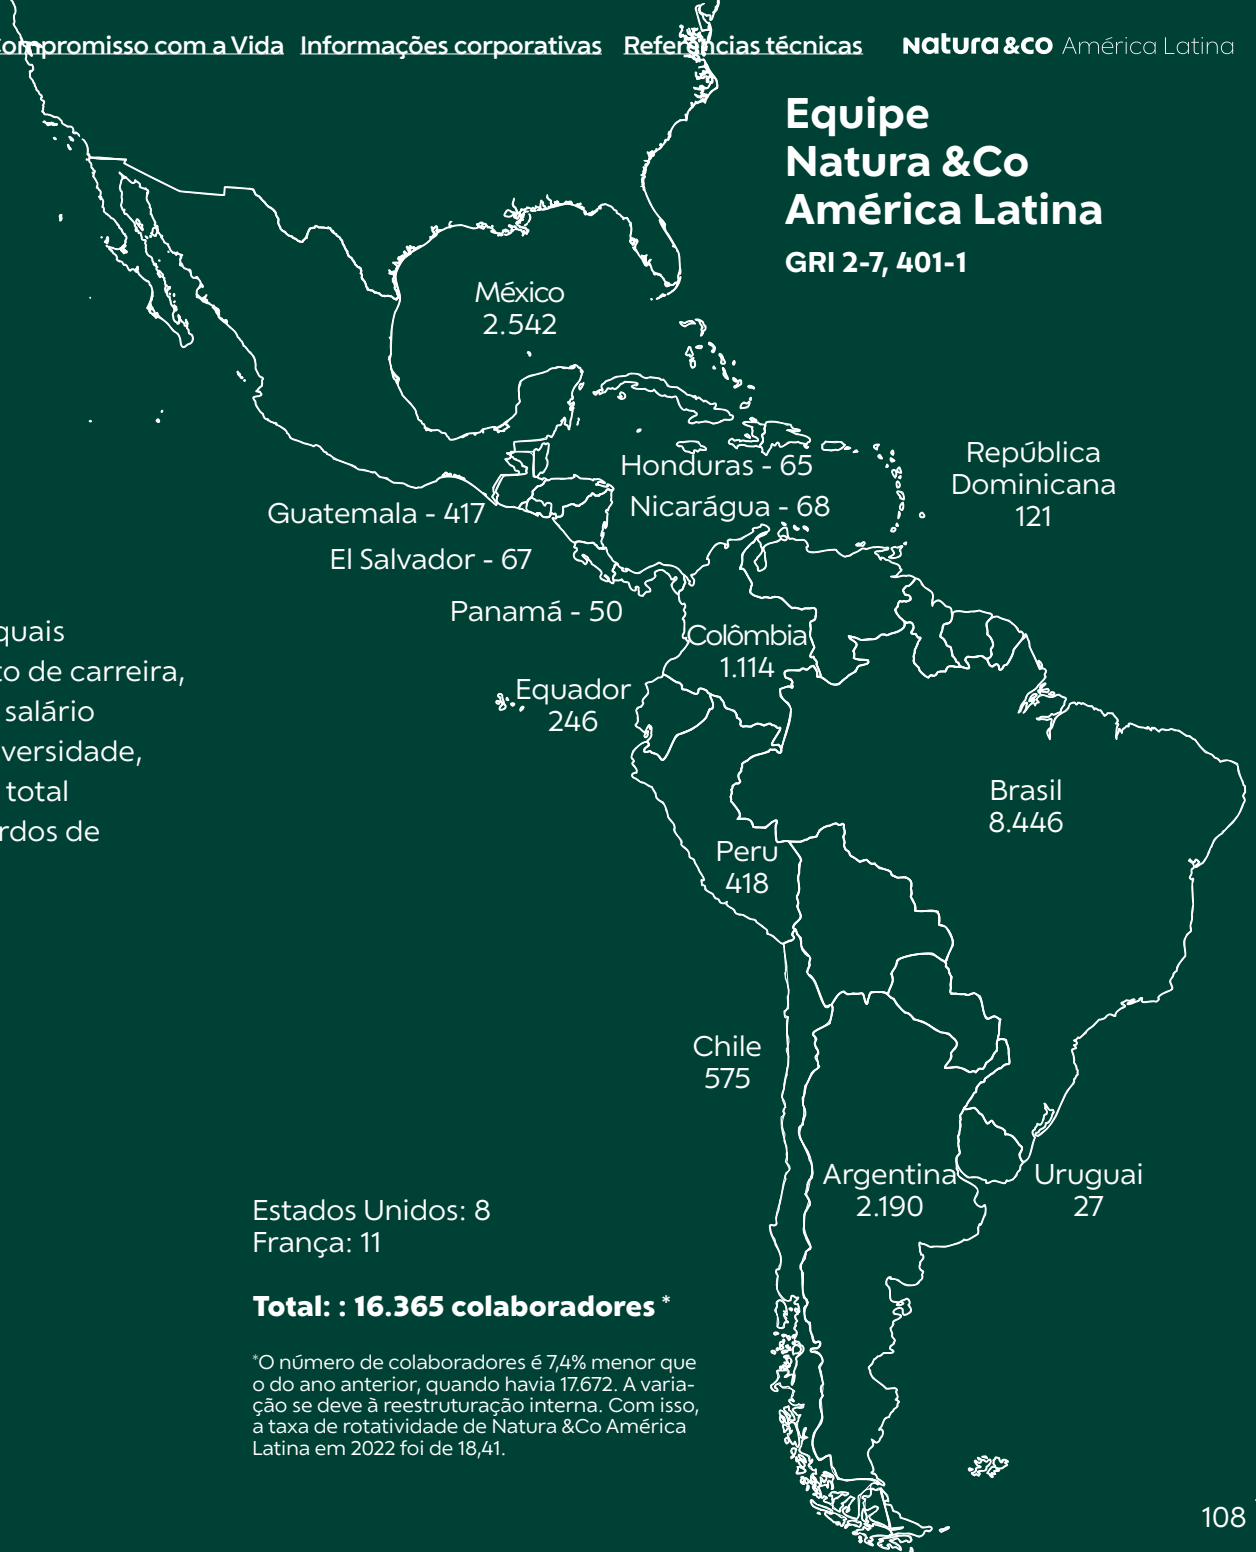 Compromisso com a Vida Informações corporativas Referências técnicas natura &co América Latina
Equipe
Natura &Co
América Latina
GRI 2-7, 401-1
México
2.542
Honduras - 65
Nicarágua - 68
República
Dominicana
121
Guatemala - 417
El Salvador - 67
Panamá - 50
quais
to de carreira,
salário
versidade,
total
rdos de
Colômbia
1.114
Equador
246
Brasil
8.446
Peru
418
Chile
575
Argentina
2.190
Uruguai
27
Estados Unidos: 8
França: 11
Total: : 16.365 colaboradores *
*O número de colaboradores é 7,4% menor que
o do ano anterior, quando havia 17.672. A varia-
ção se deve à reestruturação interna. Com isso,
a taxa de rotatividade de Natura &Co América
Latina em 2022 foi de 18,41.
108